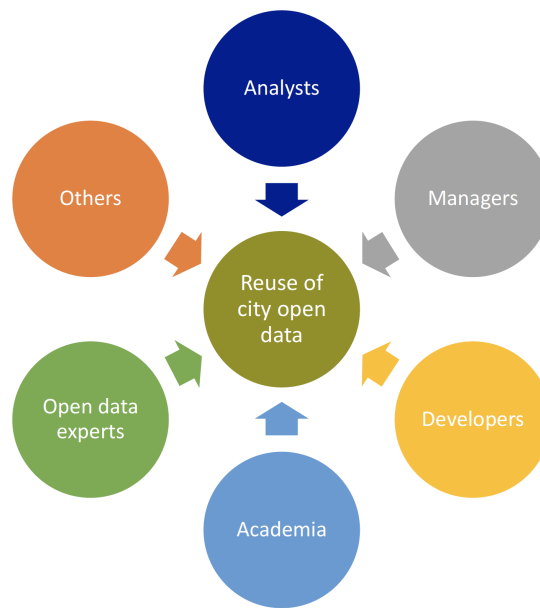 Analysts
Others
Managers
Reuse of
city open
data
Open data
experts
Developers
Academia